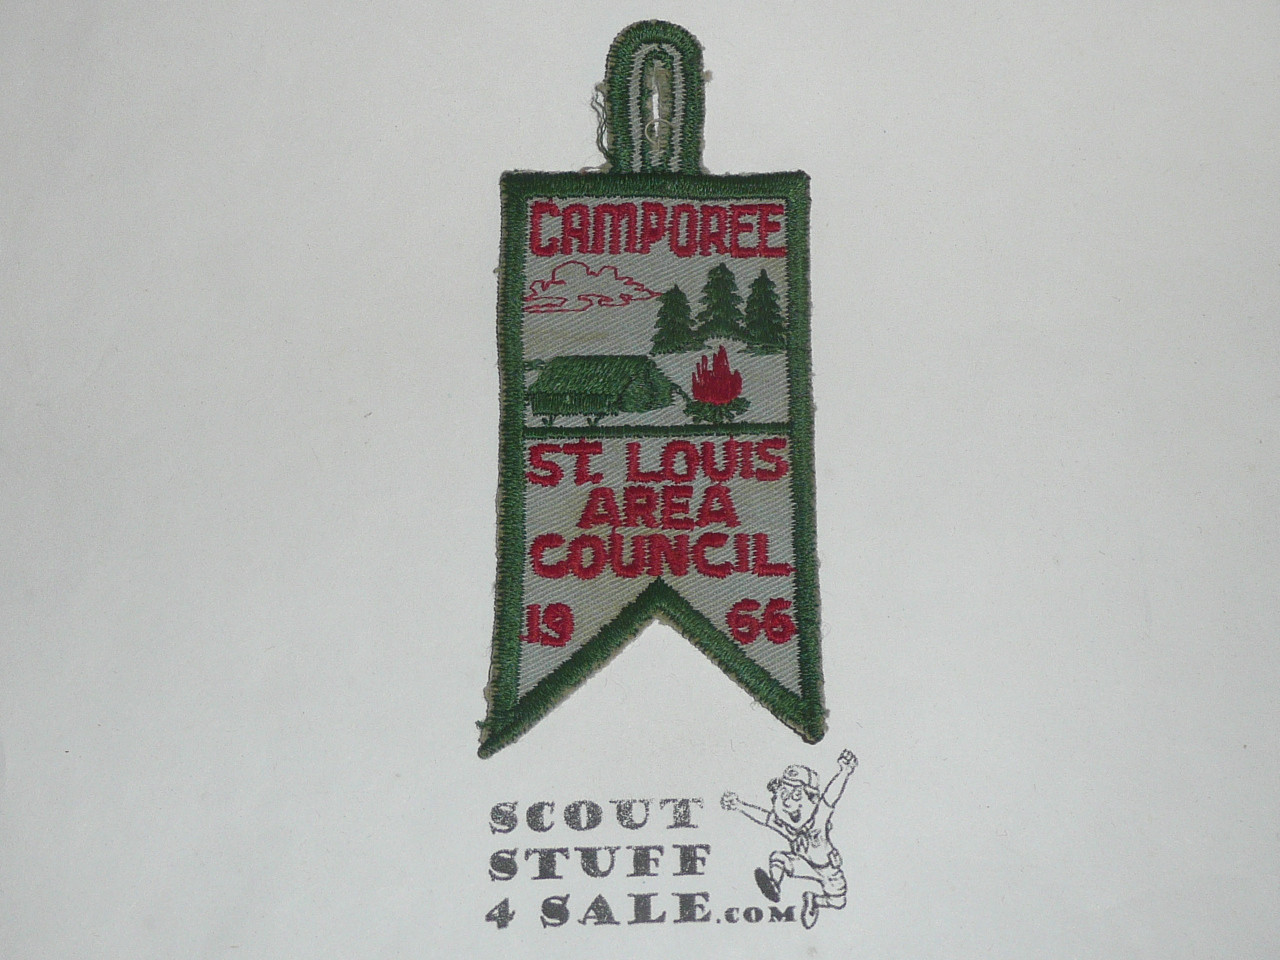 CAMPOREE
ST. LOUIS
AREA
COUNCIL
19 66
SCOUT
STUFF
4 SALE.COM